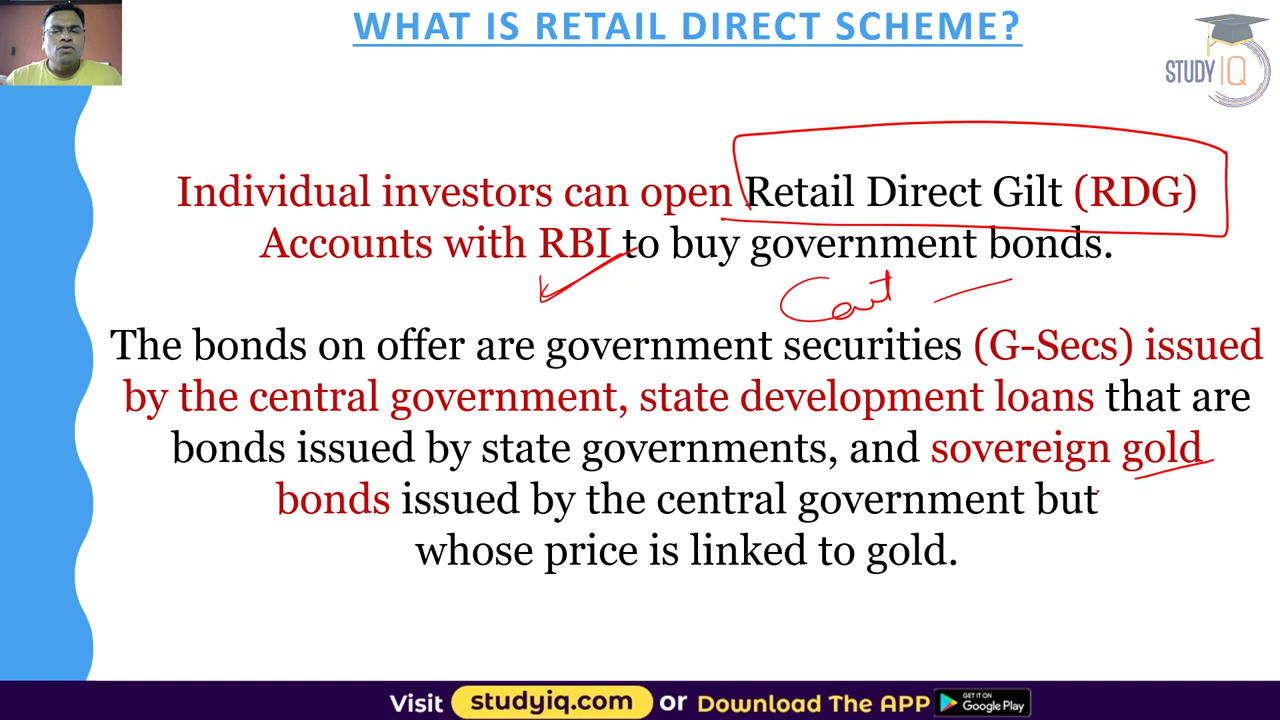 WHAT IS RETAIL DIRECT SCHEME?
STUDY IQ
Individual investors can open Retail Direct Gilt (RDG)
Accounts with RBI to buy government bonds.
The bonds on offer are government securities (G-Secs) issued
by the central government, state development loans that are
bonds issued by state governments, and sovereign gold
bonds issued by the central government but
whose price is linked to gold.
Visit studyiq.com or Download The APP GET IT ON Google Play